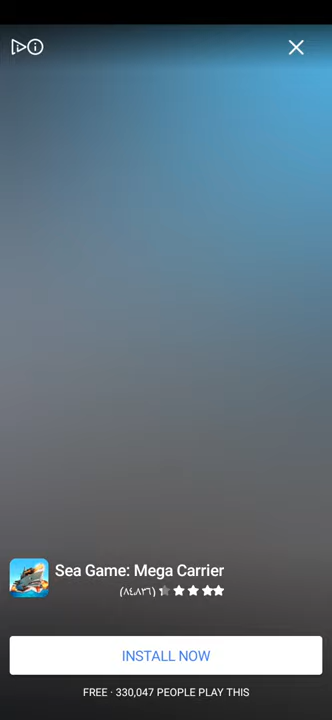 Sea Game: Mega Carrier
(٨٤٬٨٣٦)
INSTALL NOW
FREE · 330,047 PEOPLE PLAY THIS